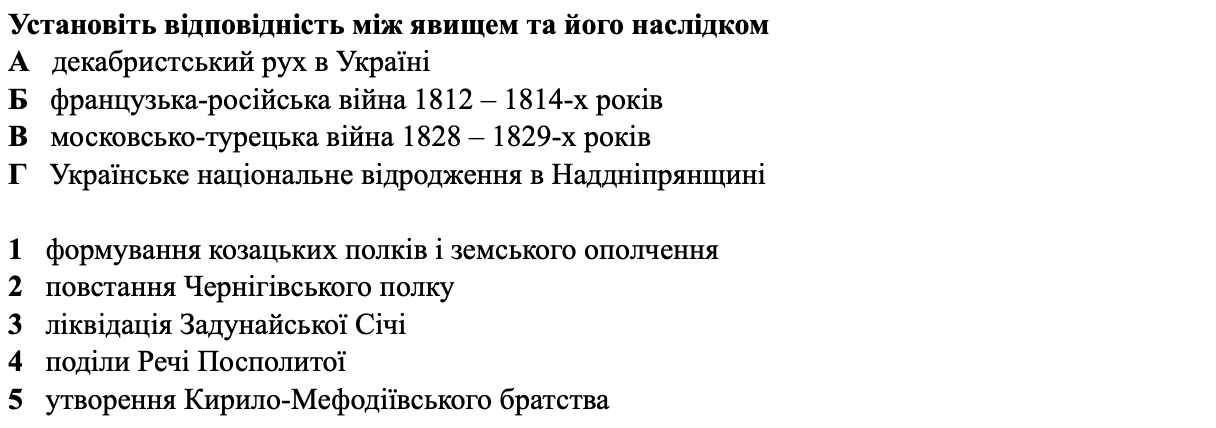 Установіть відповідність між явищем та його наслідком
А декабристський рух в Україні
Б французька-російська війна 1812 – 1814-х років
В московсько-турецька війна 1828 – 1829-х років
Г Українське національне відродження в Наддніпрянщині
1 формування козацьких полків і земського ополчення
2 повстання Чернігівського полку
3 ліквідація Задунайської Січі
4 поділи Речі Посполитої
5 утворення Кирило-Мефодіївського братства